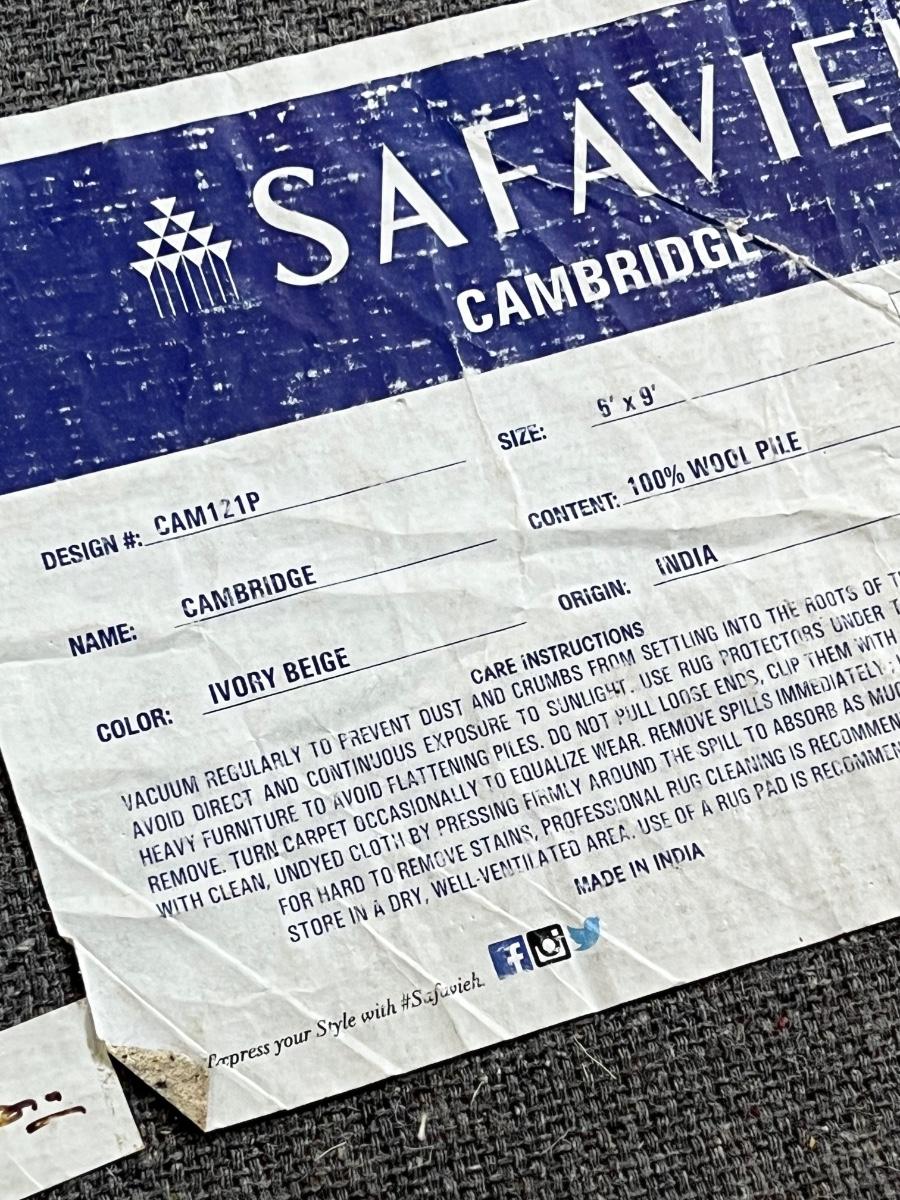 SAFAVIE
CAMBRIDGE
DESIGN #: CAM121P
SIZE: 6' x 9'
NAME: CAMBRIDGE
CONTENT: 100% WOOL PILE
COLOR: IVORY BEIGE
ORIGIN: INDIA
CARE INSTRUCTIONS
VACUUM REGULARLY TO PREVENT DUST AND CRUMBS FROM SETTLING INTO THE ROOTS OF
AVOID DIRECT AND CONTINUOUS EXPOSURE TO SUNLIGHT. USE RUG PROTECTORS UNDER
HEAVY FURNITURE TO AVOID FLATTENING PILES. DO NOT PULL LOOSE ENDS, CLIP THEM WITH
REMOVE. TURN CARPET OCCASIONALLY TO EQUALIZE WEAR. REMOVE SPILLS IMMEDIATELY.
WITH CLEAN, UNDYED CLOTH BY PRESSING FIRMLY AROUND THE SPILL TO ABSORB AS MUC
FOR HARD TO REMOVE STAINS, PROFESSIONAL RUG CLEANING IS RECOMMEN
STORE IN A DRY, WELL-VENTILATED AREA. USE OF A RUG PAD IS RECOMMEN
MADE IN INDIA
Express your Style with #Safavieh.